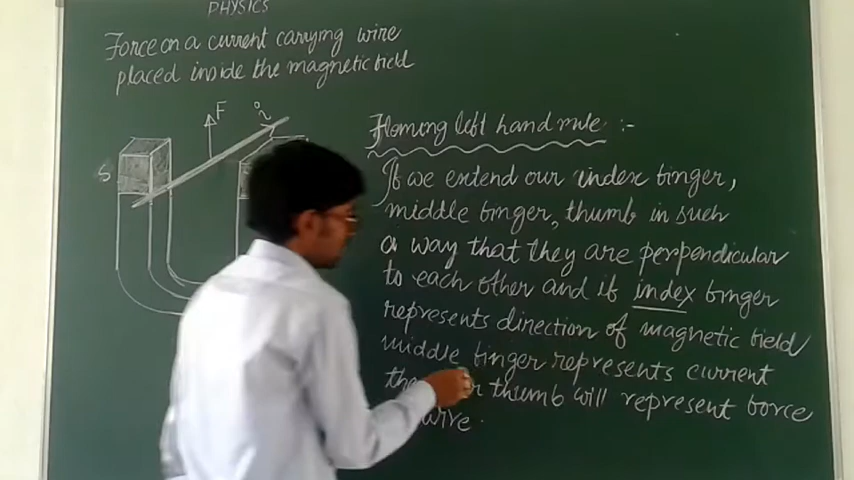 PHYSICS
Force on a current carrying wire
placed inside the magnetic field
F
i
S
Flaming left hand rule :-
If we extend our index finger,
middle finger, thumb in such
a way that they are perpendicular
to each other and if index finger
represents direction of magnetic field
middle finger represents current
thumb will represent force
wire.